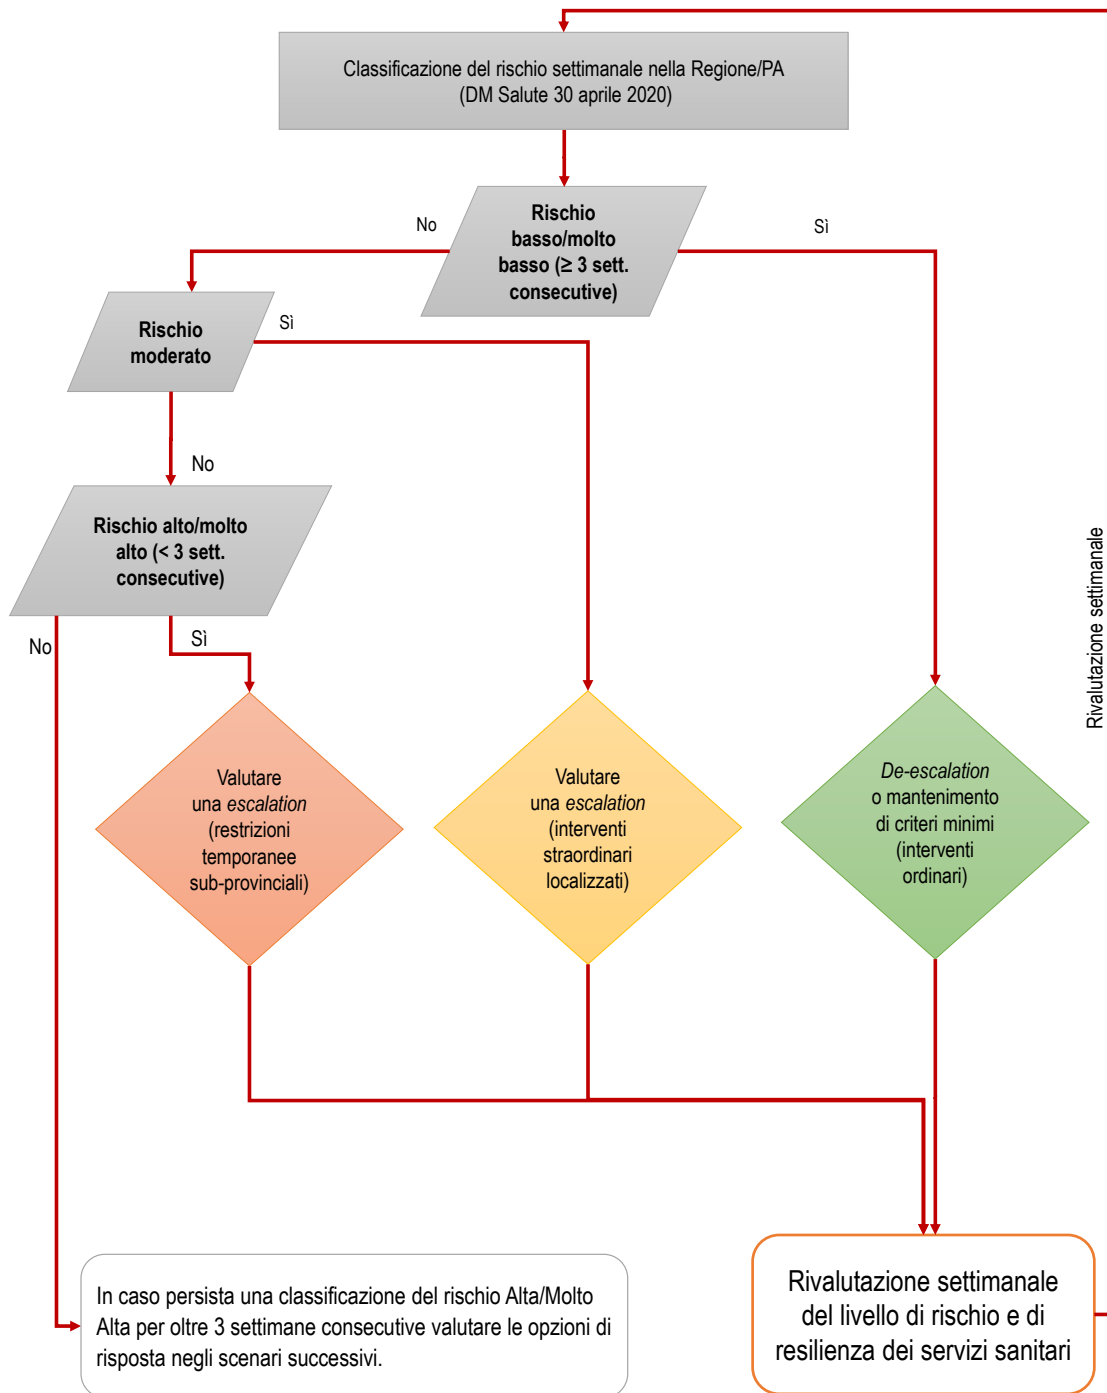 Classificazione del rischio settimanale nella Regione/PA
(DM Salute 30 aprile 2020)
Rischio
basso/molto
basso (≥ 3 sett.
consecutive)
No
Sì
Rischio
moderato
Sì
No
Rischio alto/molto
alto (< 3 sett.
consecutive)
No
Sì
Rivalutazione settimanale
Valutare
una escalation
(restrizioni
temporanee
sub-provinciali)
Valutare
una escalation
(interventi
straordinari
localizzati)
De-escalation
o mantenimento
di criteri minimi
(interventi
ordinari)
In caso persista una classificazione del rischio Alta/Molto
Alta per oltre 3 settimane consecutive valutare le opzioni di
risposta negli scenari successivi.
Rivalutazione settimanale
del livello di rischio e di
resilienza dei servizi sanitari